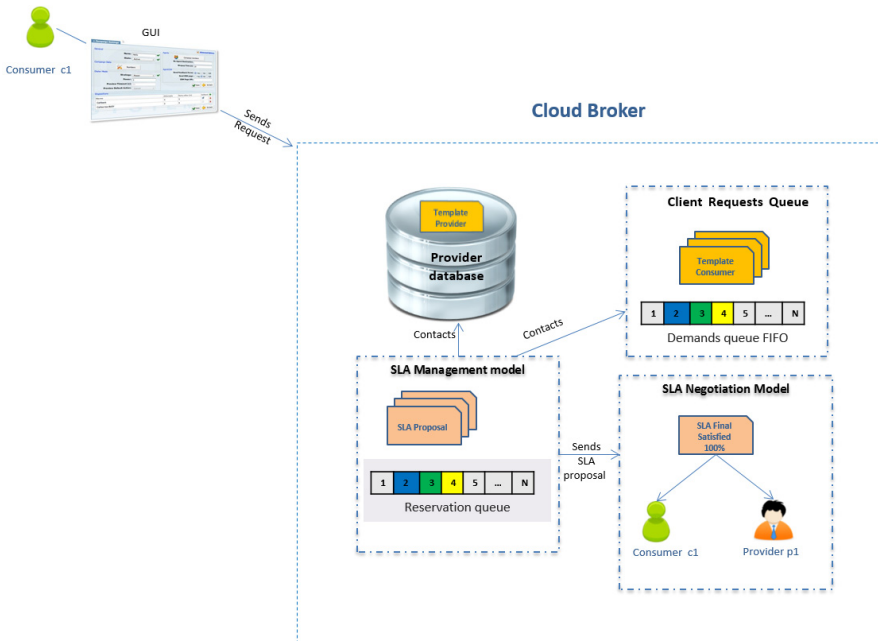 GUI
Consumer c1
Sends
Request
Cloud Broker
Template
Provider
Provider
database
Client Requests Queue
Template
Consumer
1 2 3 4 5 ... N
Demands queue FIFO
Contacts
Contacts
SLA Management model
SLA Proposal
1 2 3 4 5 ... N
Reservation queue
Sends
SLA
proposal
SLA Negotiation Model
SLA Final
Satisfied
100%
Consumer c1
Provider p1